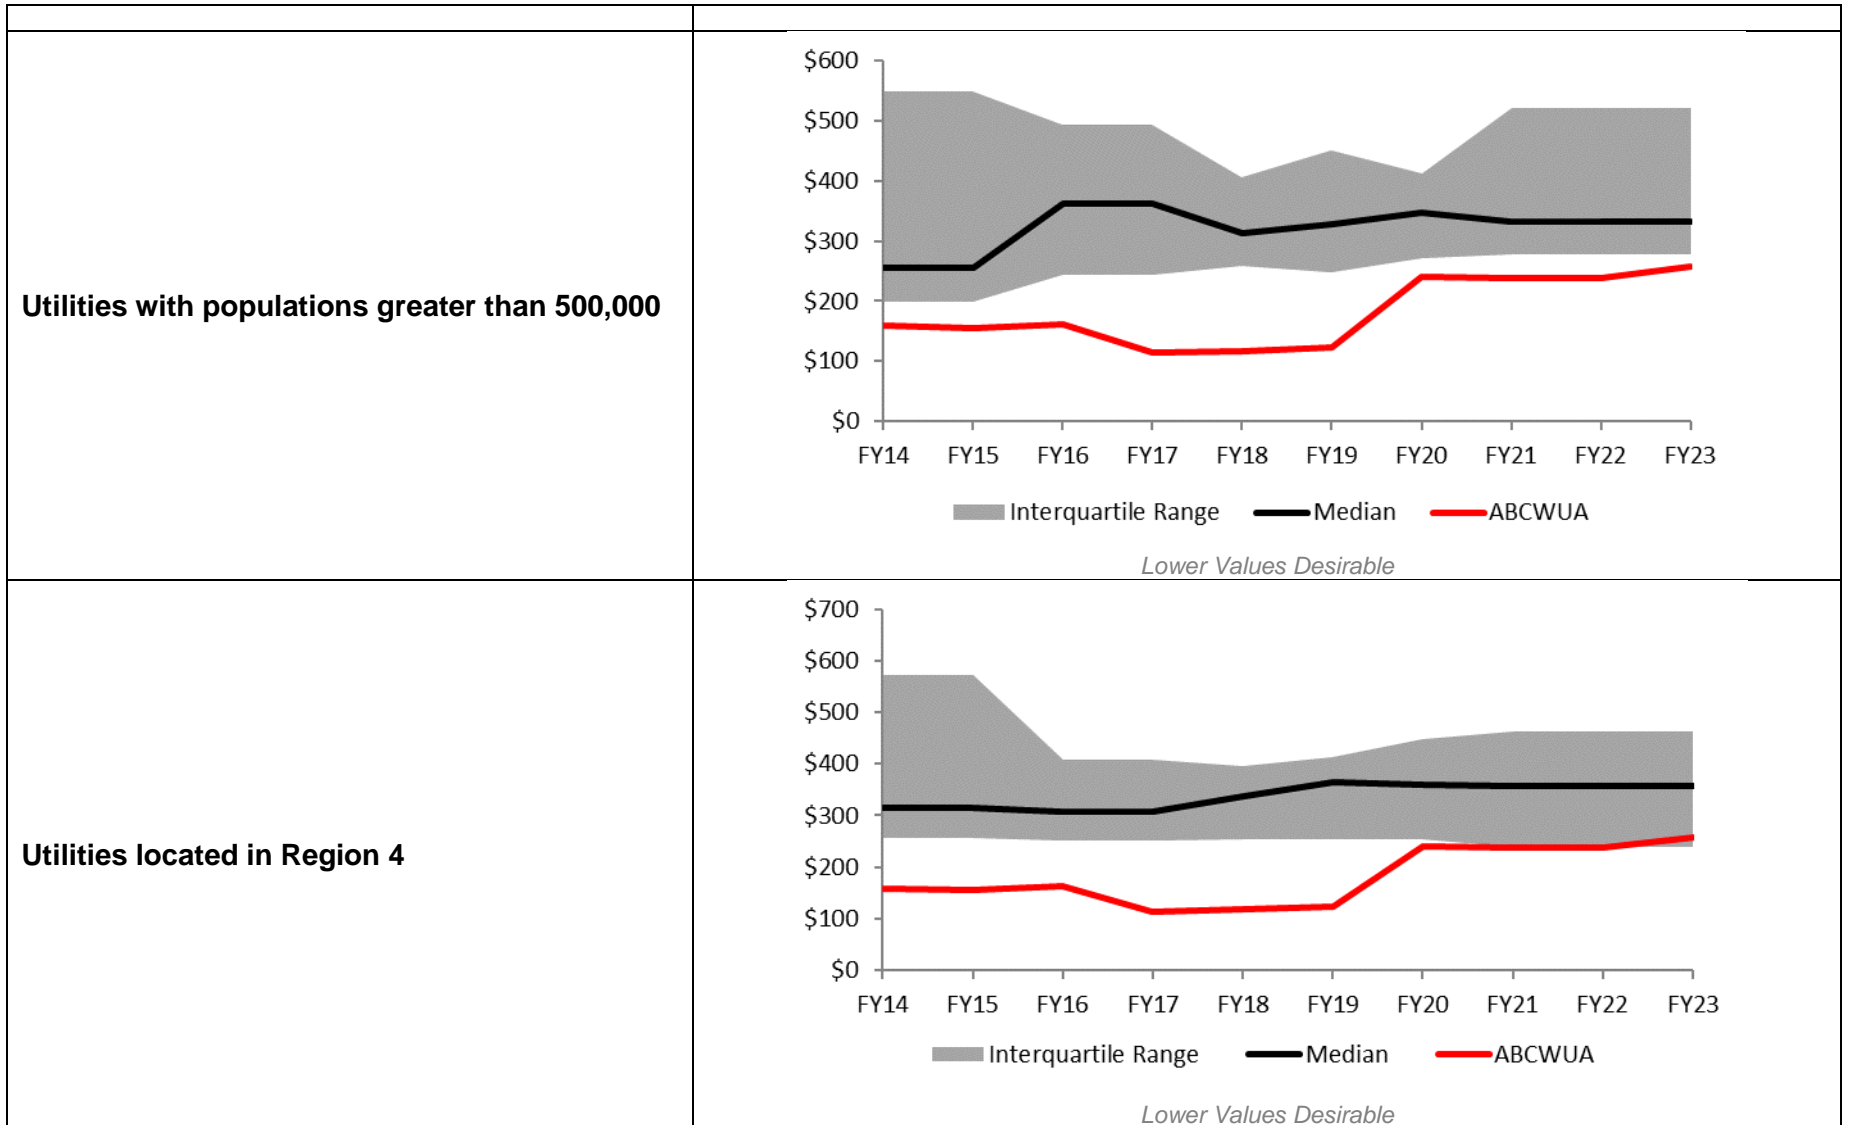 Utilities with populations greater than 500,000
$600
$500
$400
$300
$200
$100
$0
FY14 FY15 FY16 FY17 FY18 FY19 FY20 FY21 FY22 FY23
Interquartile Range Median ABCWUA
Lower Values Desirable
Utilities located in Region 4
$700
$600
$500
$400
$300
$200
$100
$0
FY14 FY15 FY16 FY17 FY18 FY19 FY20 FY21 FY22 FY23
Interquartile Range Median ABCWUA
Lower Values Desirable